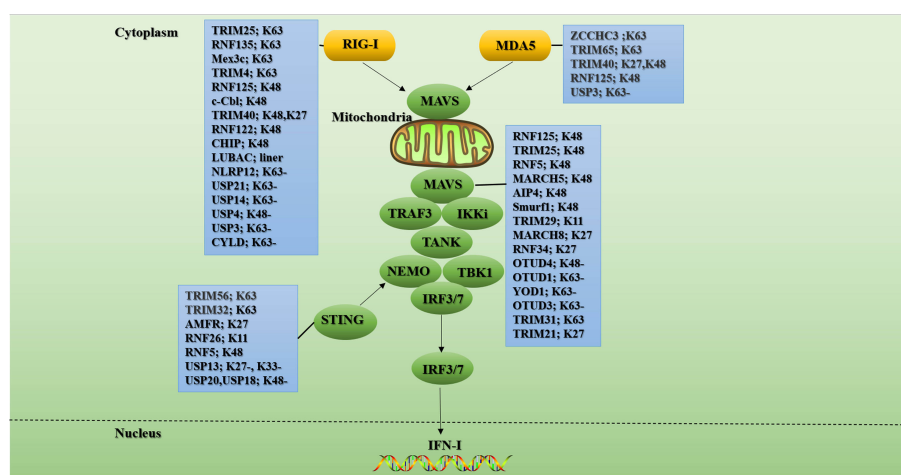 Cytoplasm
TRIM25; K63
RNF135; K63
Mex3c; K63
TRIM4; K63
RNF125; K48
c-Cbl; K48
TRIM40; K48,K27
RNF122; K48
CHIP; K48
LUBAC; liner
NLRP12; K63-
USP21; K63-
USP14; K63-
USP4; K48-
USP3; K63-
CYLD; K63-
RIG-I
MDA5
ZCCHC3 ;K63
TRIM65; K63
TRIM40; K27,K48
RNF125; K48
USP3; K63-
MAVS
Mitochondria
MAVS
RNF125; K48
TRIM25; K48
RNF5; K48
MARCH5; K48
AIP4; K48
Smurf1; K48
TRIM29; K11
MARCH8; K27
RNF34; K27
OTUD4; K48-
OTUD1; K63-
YOD1; K63-
OTUD3; K63-
TRIM31; K63
TRIM21; K27
TRAF3
IKKi
TANK
NEMO
TBK1
IRF3/7
TRIM56; K63
TRIM32; K63
AMFR; K27
RNF26; K11
RNF5; K48
USP13; K27-, K33-
USP20,USP18; K48-
STING
IRF3/7
Nucleus
IFN-I